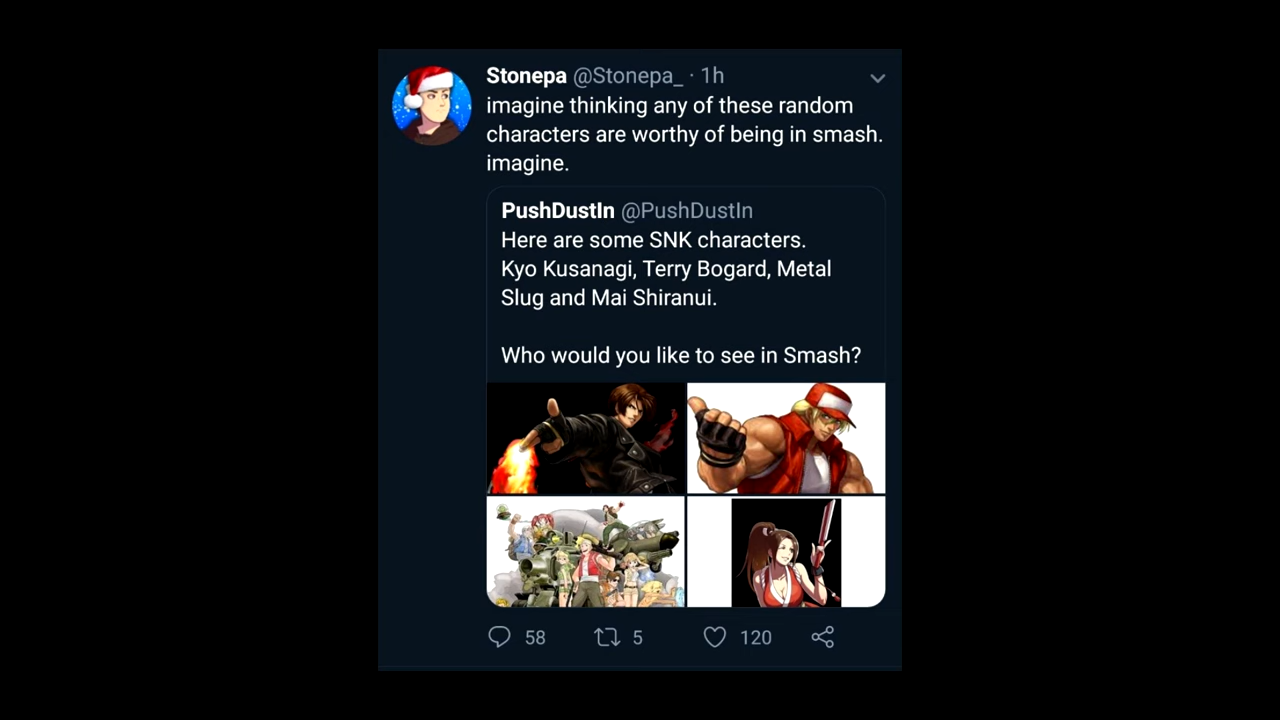 Stonepa @Stonepa_ · 1h
imagine thinking any of these random
characters are worthy of being in smash.
imagine.
PushDustIn @PushDustIn
Here are some SNK characters.
Kyo Kusanagi, Terry Bogard, Metal
Slug and Mai Shiranui.
Who would you like to see in Smash?
58 5 120